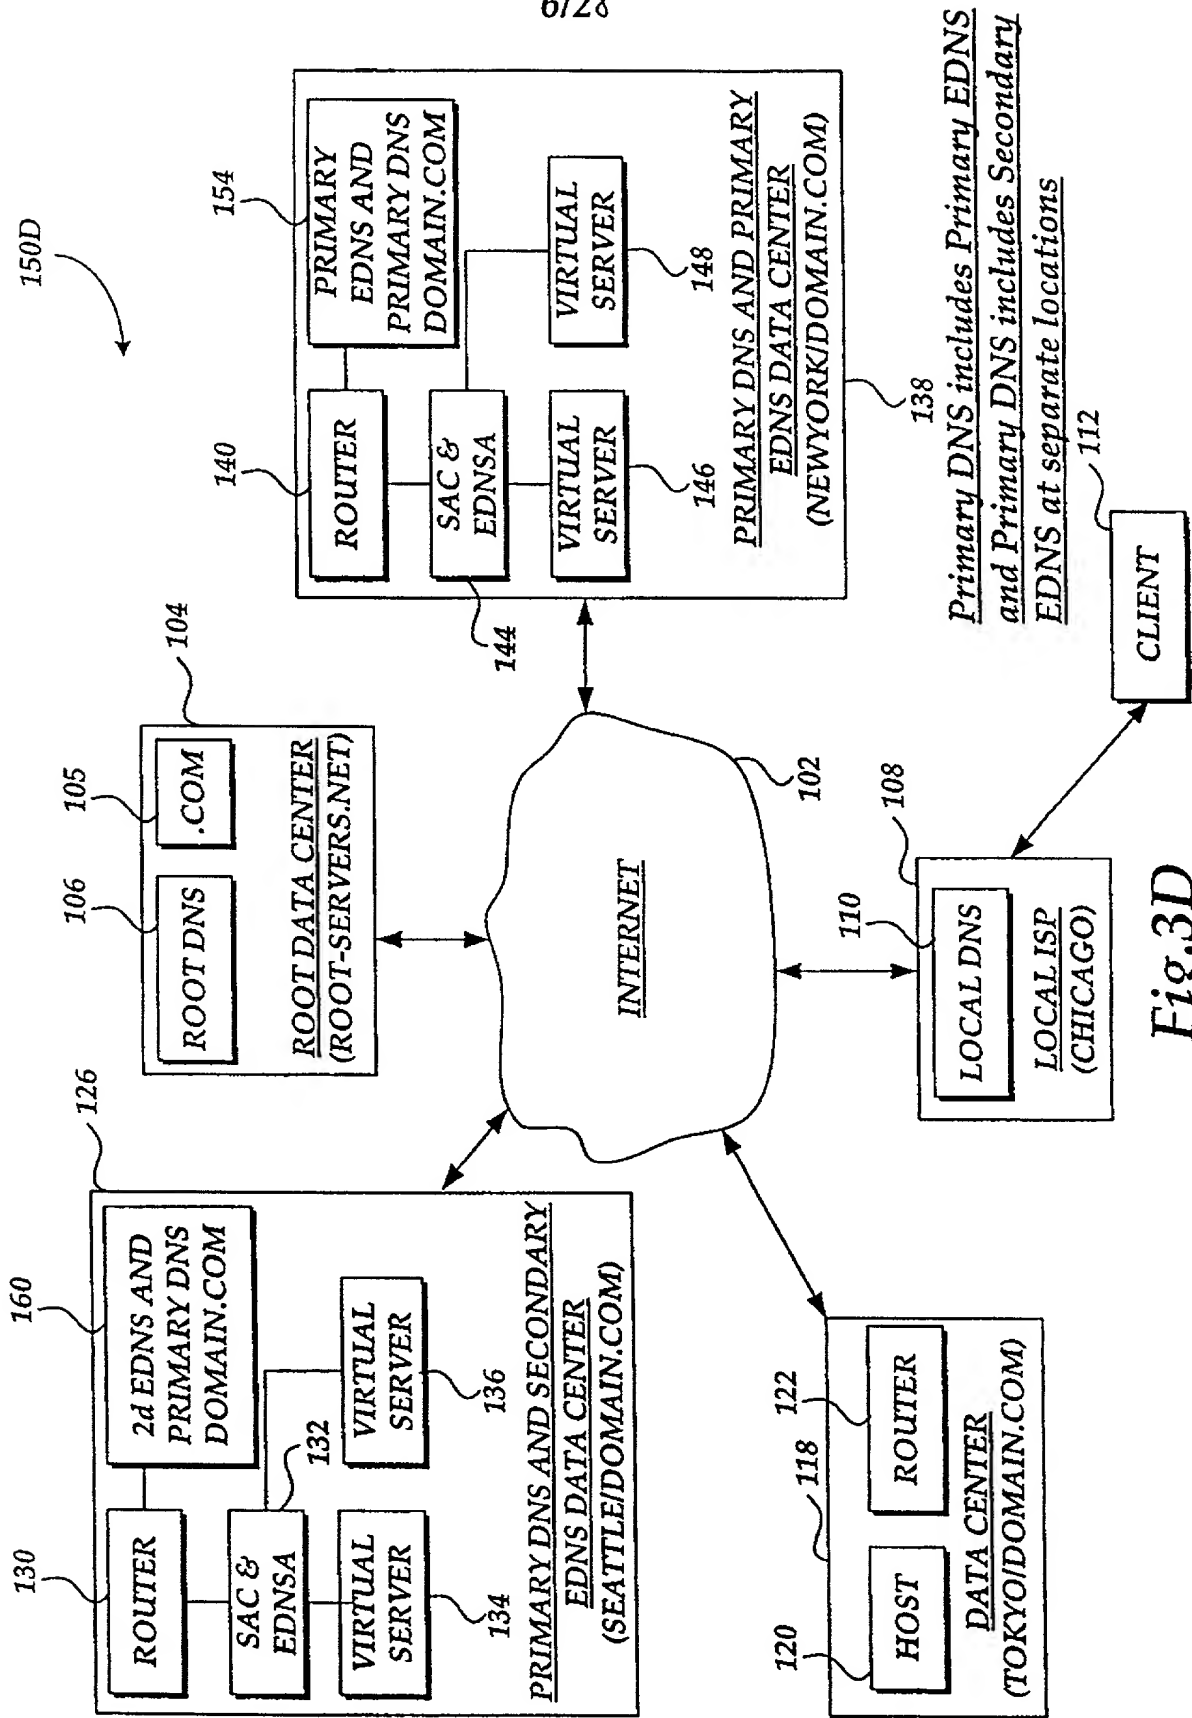 6/28
150D
126
130
ROUTER
160
2d EDNS AND
PRIMARY DNS
DOMAIN.COM
SAC &
EDNSA
132
VIRTUAL
SERVER
134
VIRTUAL
SERVER
136
PRIMARY DNS AND SECONDARY
EDNS DATA CENTER
(SEATTLE/DOMAIN.COM)
104
106
ROOT DNS
105
.COM
ROOT DATA CENTER
(ROOT-SERVERS.NET)
140
ROUTER
154
PRIMARY
EDNS AND
PRIMARY DNS
DOMAIN.COM
SAC &
EDNSA
144
VIRTUAL
SERVER
146
VIRTUAL
SERVER
148
PRIMARY DNS AND PRIMARY
EDNS DATA CENTER
(NEWYORK/DOMAIN.COM)
138
INTERNET
102
118
120
HOST
122
ROUTER
DATA CENTER
(TOKYO/DOMAIN.COM)
108
110
LOCAL DNS
LOCAL ISP
(CHICAGO)
112
CLIENT
Primary DNS includes Primary EDNS
and Primary DNS includes Secondary
EDNS at separate locations
Fig.3D